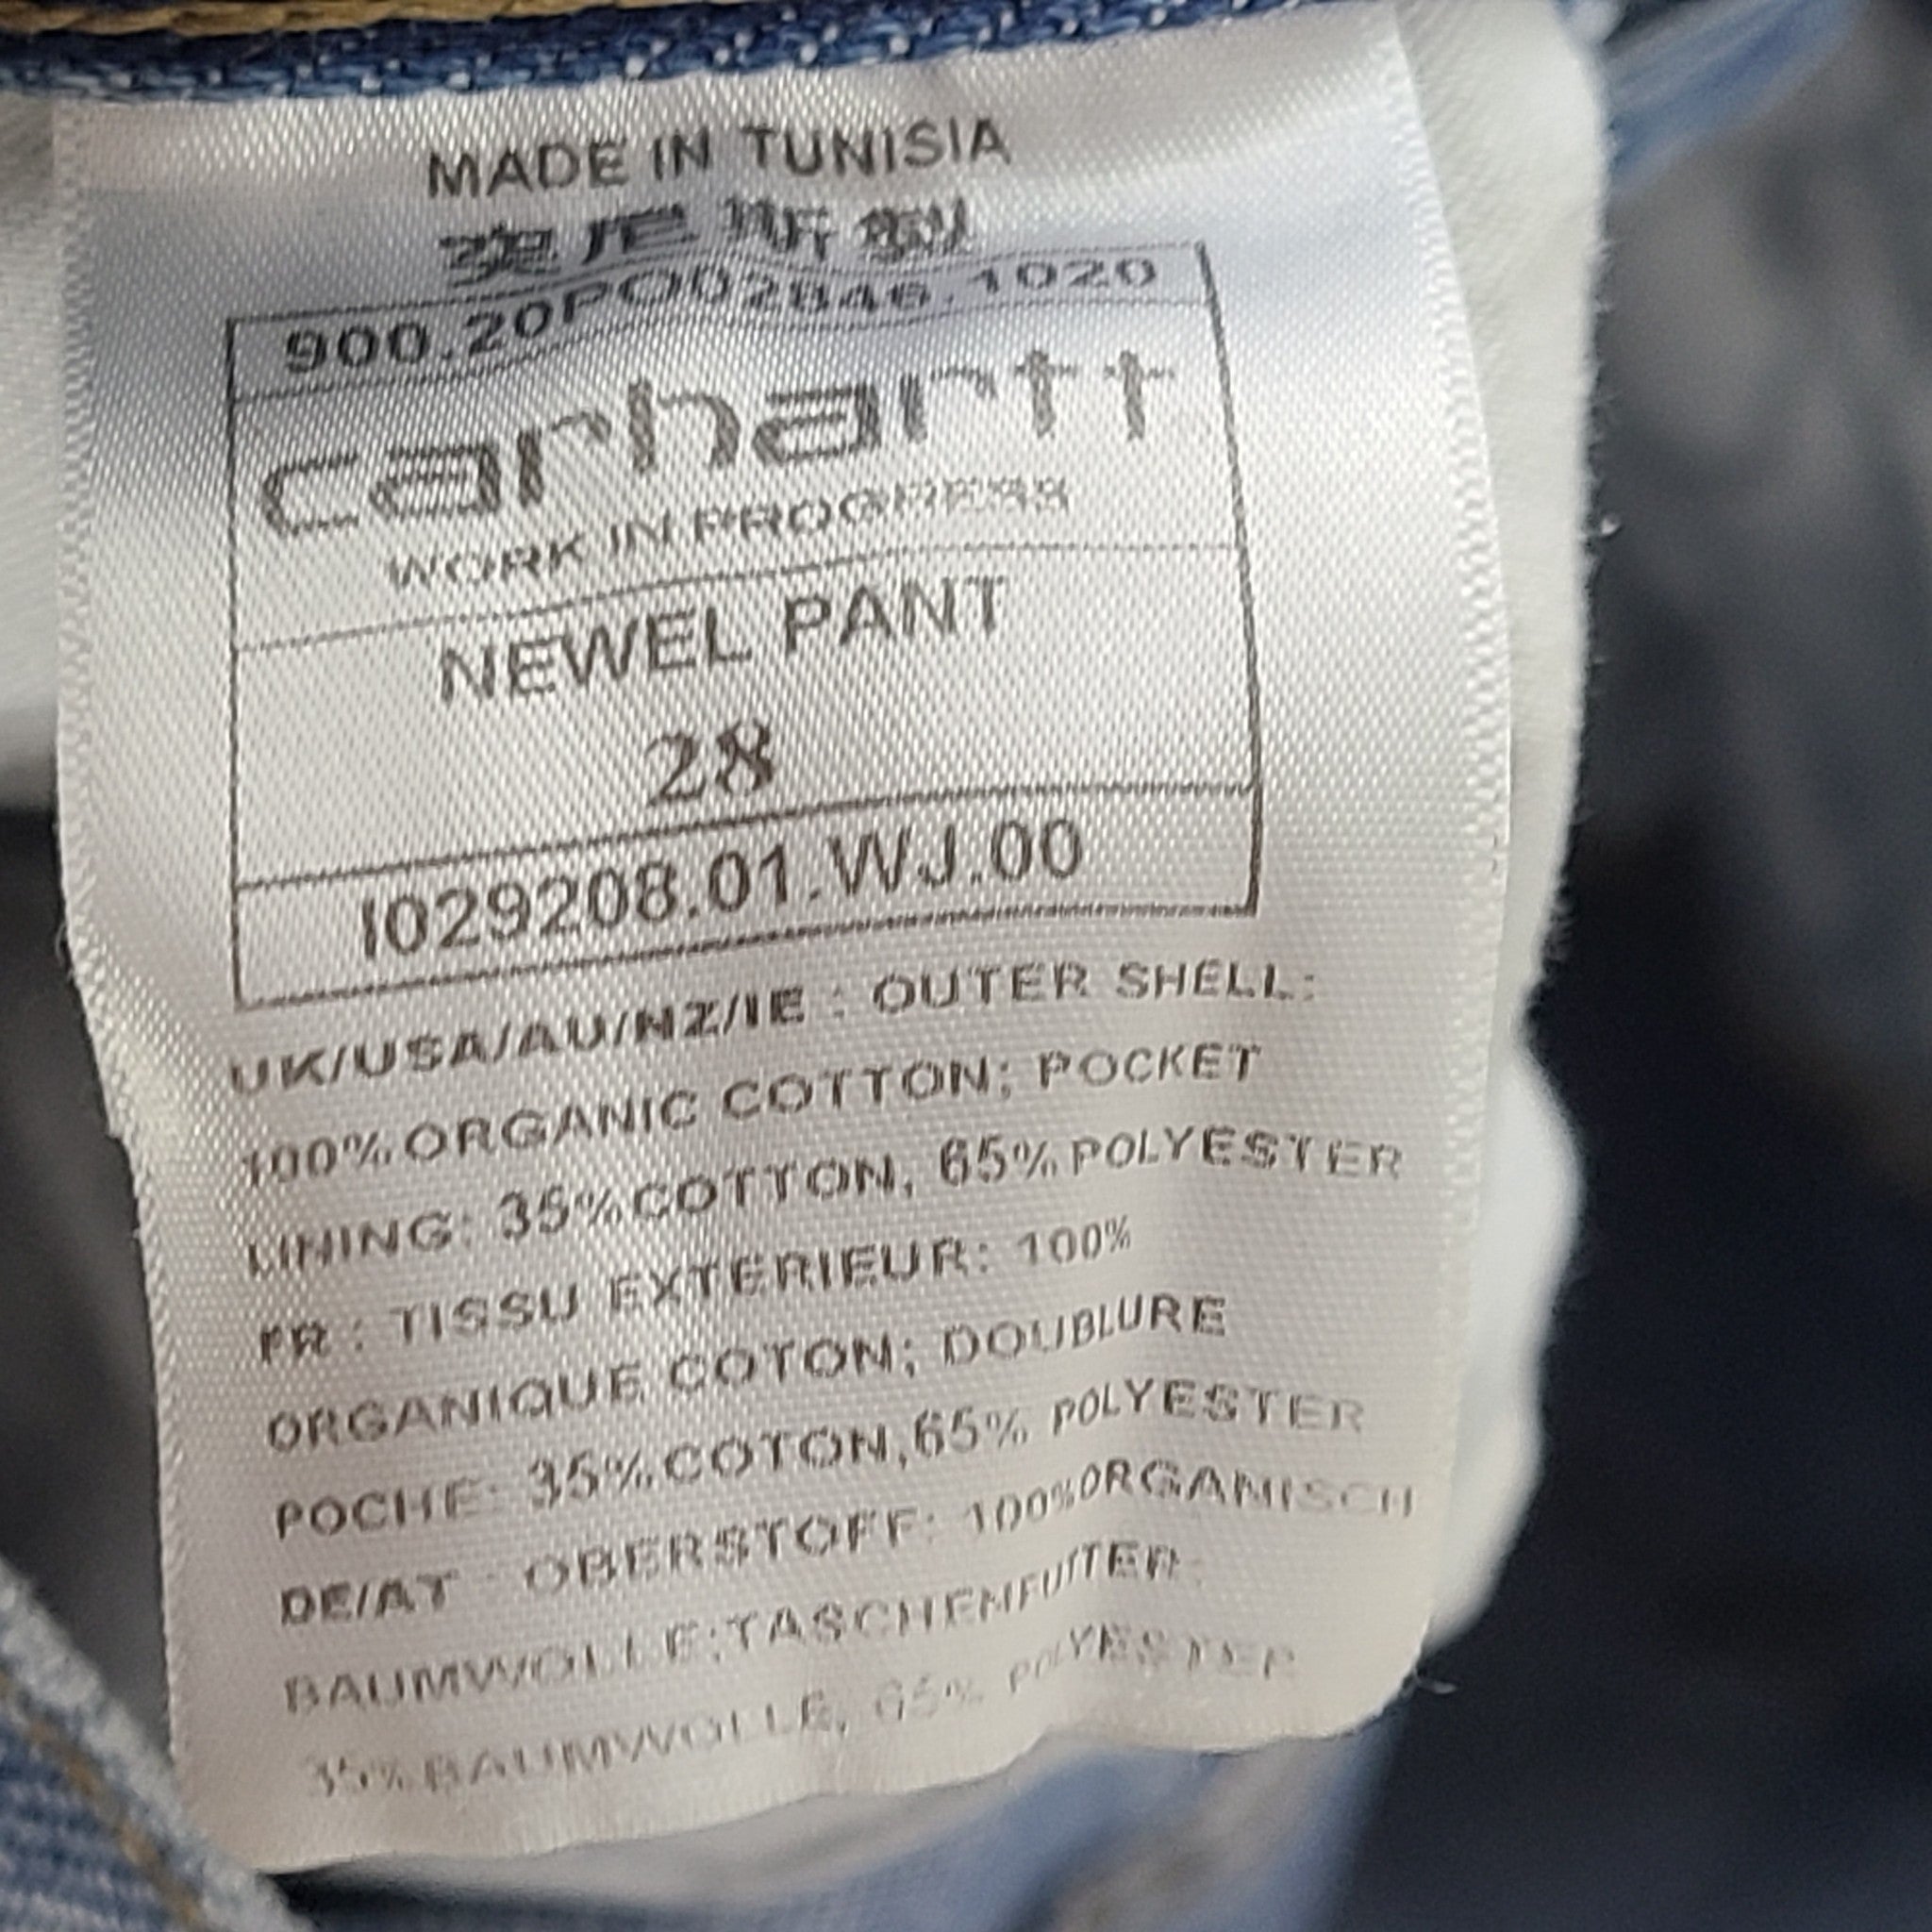 MADE IN TUNISIA
突尼斯製
900.20PO02846.1020
carhartt
WORK IN PROGRESS
NEWEL PANT
28
I029208.01.WJ.00
UK/USA/AU/NZ/IE : OUTER SHELL:
100%ORGANIC COTTON; POCKET
LINING: 35%COTTON, 65%POLYESTER
FR : TISSU EXTERIEUR: 100%
ORGANIQUE COTON; DOUBLURE
POCHE: 35%COTON,65% POLYESTER
DE/AT : OBERSTOFF: 100%ORGANISCH
BAUMWOLLE;TASCHENFUTTER:
35%BAUMWOLLE, 65% POLYESTER